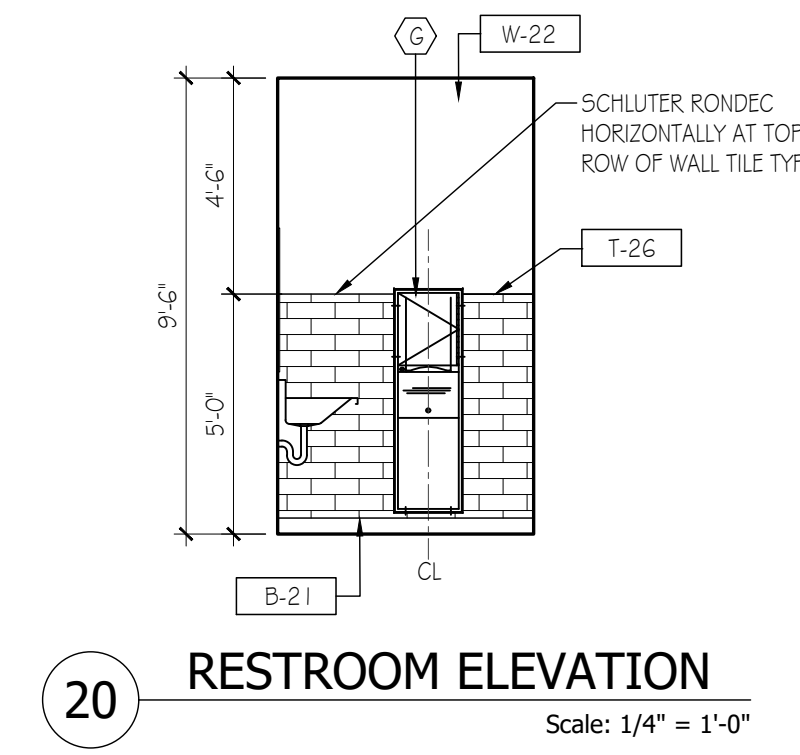 G
W-22
SCHLUTER RONDEC
HORIZONTALLY AT TOP
ROW OF WALL TILE
4'-6"
T-26
9'-6"
5'-0"
CL
B-21
20
RESTROOM ELEVATION
Scale: 1/4" = 1'-0"